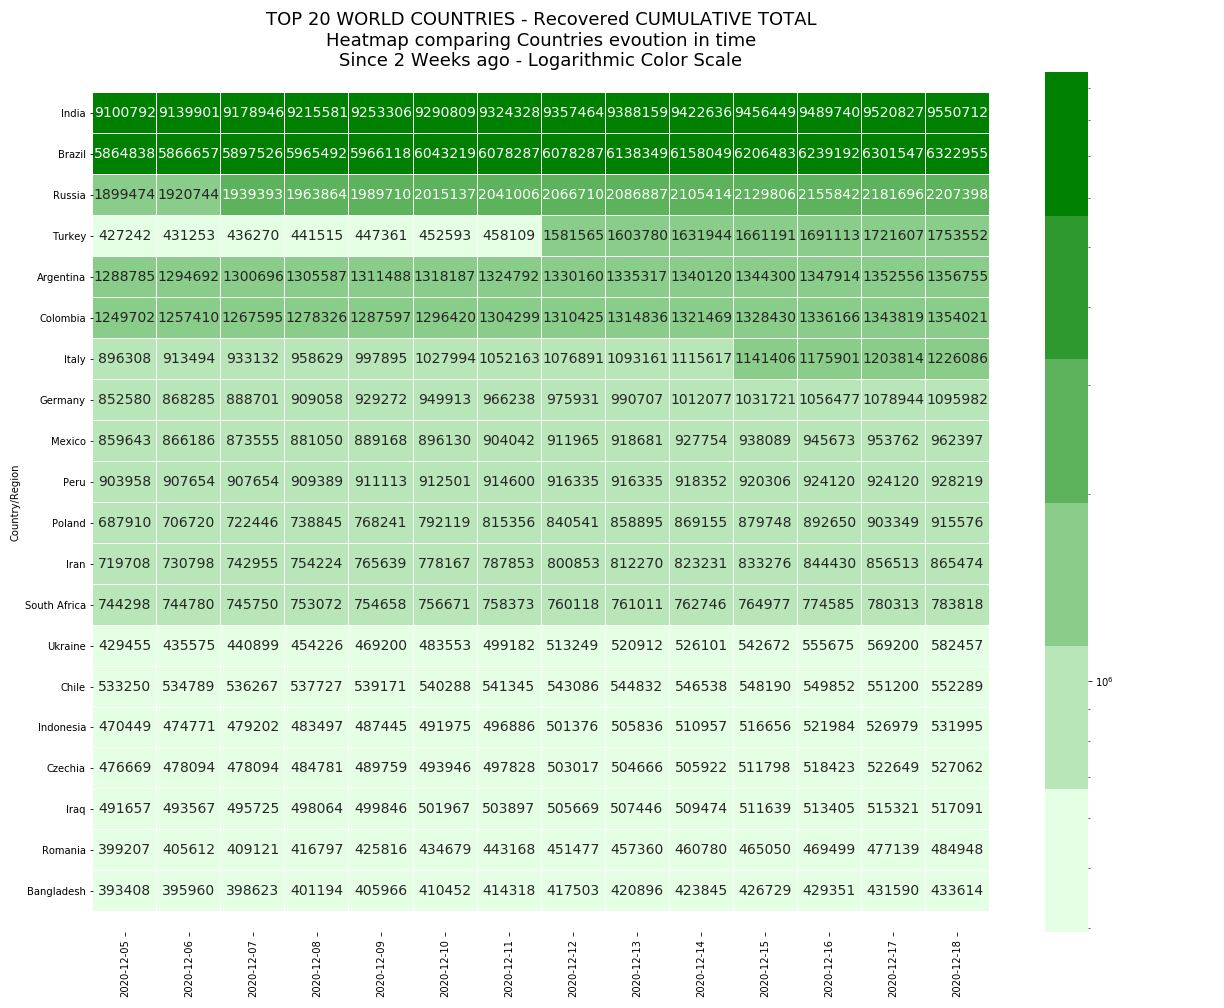 TOP 20 WORLD COUNTRIES - Recovered CUMULATIVE TOTAL
Heatmap comparing Countries evoution in time
Since 2 Weeks ago - Logarithmic Color Scale
India 9100792 9139901 9178946 9215581 9253306 9290809 9324328 9357464 9388159 9422636 9456449 9489740 9520827 9550712
Brazil 5864838 5866657 5897526 5965492 5966118 6043219 6078287 6078287 6138349 6158049 6206483 6239192 6301547 6322955
Russia 1899474 1920744 1939393 1963864 1989710 2015137 2041006 2066710 2086887 2105414 2129806 2155842 2181696 2207398
Turkey 427242 431253 436270 441515 447361 452593 458109 1581565 1603780 1631944 1661191 1691113 1721607 1753552
Argentina 1288785 1294692 1300696 1305587 1311488 1318187 1324792 1330160 1335317 1340120 1344300 1347914 1352556 1356755
Colombia 1249702 1257410 1267595 1278326 1287597 1296420 1304299 1310425 1314836 1321469 1328430 1336166 1343819 1354021
Italy 896308 913494 933132 958629 997895 1027994 1052163 1076891 1093161 1115617 1141406 1175901 1203814 1226086
Germany 852580 868285 888701 909058 929272 949913 966238 975931 990707 1012077 1031721 1056477 1078944 1095982
Mexico 859643 866186 873555 881050 889168 896130 904042 911965 918681 927754 938089 945673 953762 962397
Peru 903958 907654 907654 909389 911113 912501 914600 916335 916335 918352 920306 924120 924120 928219
Poland 687910 706720 722446 738845 768241 792119 815356 840541 858895 869155 879748 892650 903349 915576
Iran 719708 730798 742955 754224 765639 778167 787853 800853 812270 823231 833276 844430 856513 865474
South Africa 744298 744780 745750 753072 754658 756671 758373 760118 761011 762746 764977 774585 780313 783818
Ukraine 429455 435575 440899 454226 469200 483553 499182 513249 520912 526101 542672 555675 569200 582457
Chile 533250 534789 536267 537727 539171 540288 541345 543086 544832 546538 548190 549852 551200 552289
Indonesia 470449 474771 479202 483497 487445 491975 496886 501376 505836 510957 516656 521984 526979 531995
Czechia 476669 478094 478094 484781 489759 493946 497828 503017 504666 505922 511798 518423 522649 527062
Iraq 491657 493567 495725 498064 499846 501967 503897 505669 507446 509474 511639 513405 515321 517091
Romania 399207 405612 409121 416797 425816 434679 443168 451477 457360 460780 465050 469499 477139 484948
Bangladesh 393408 395960 398623 401194 405966 410452 414318 417503 420896 423845 426729 429351 431590 433614
Country/Region
2020-12-05 2020-12-06 2020-12-07 2020-12-08 2020-12-09 2020-12-10 2020-12-11 2020-12-12 2020-12-13 2020-12-14 2020-12-15 2020-12-16 2020-12-17 2020-12-18
10⁶